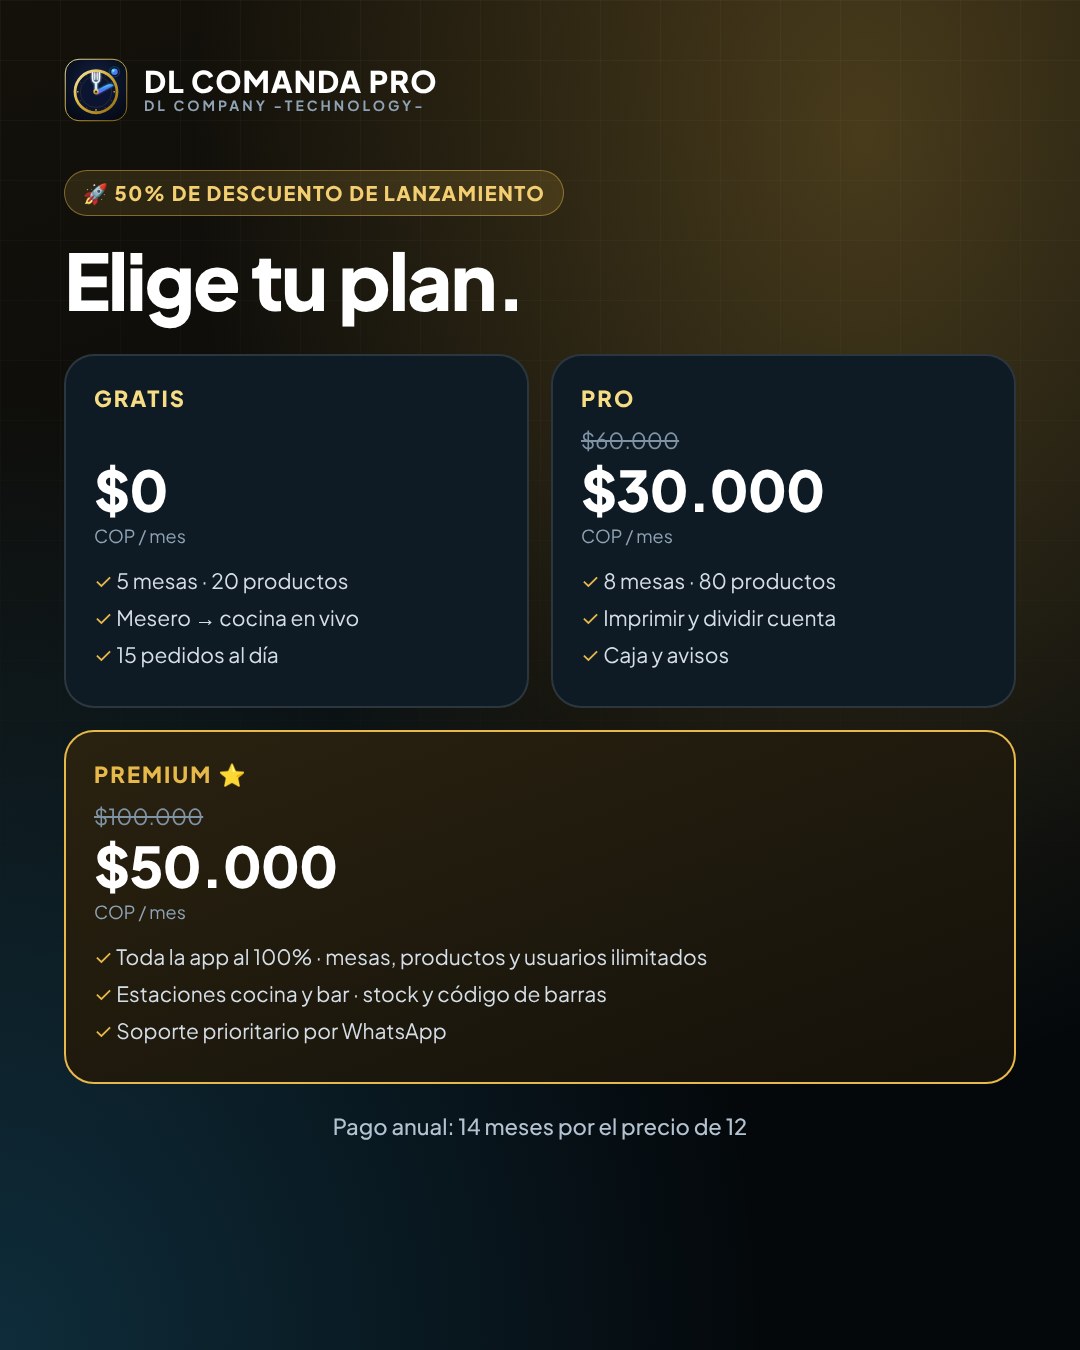 DL COMANDA PRO
DL COMPANY -TECHNOLOGY-
🚀 50% DE DESCUENTO DE LANZAMIENTO
Elige tu plan.
GRATIS
$0
COP / mes
✓ 5 mesas · 20 productos
✓ Mesero → cocina en vivo
✓ 15 pedidos al día
PRO
$60.000
$30.000
COP / mes
✓ 8 mesas · 80 productos
✓ Imprimir y dividir cuenta
✓ Caja y avisos
PREMIUM ⭐
$100.000
$50.000
COP / mes
✓ Toda la app al 100% · mesas, productos y usuarios ilimitados
✓ Estaciones cocina y bar · stock y código de barras
✓ Soporte prioritario por WhatsApp
Pago anual: 14 meses por el precio de 12